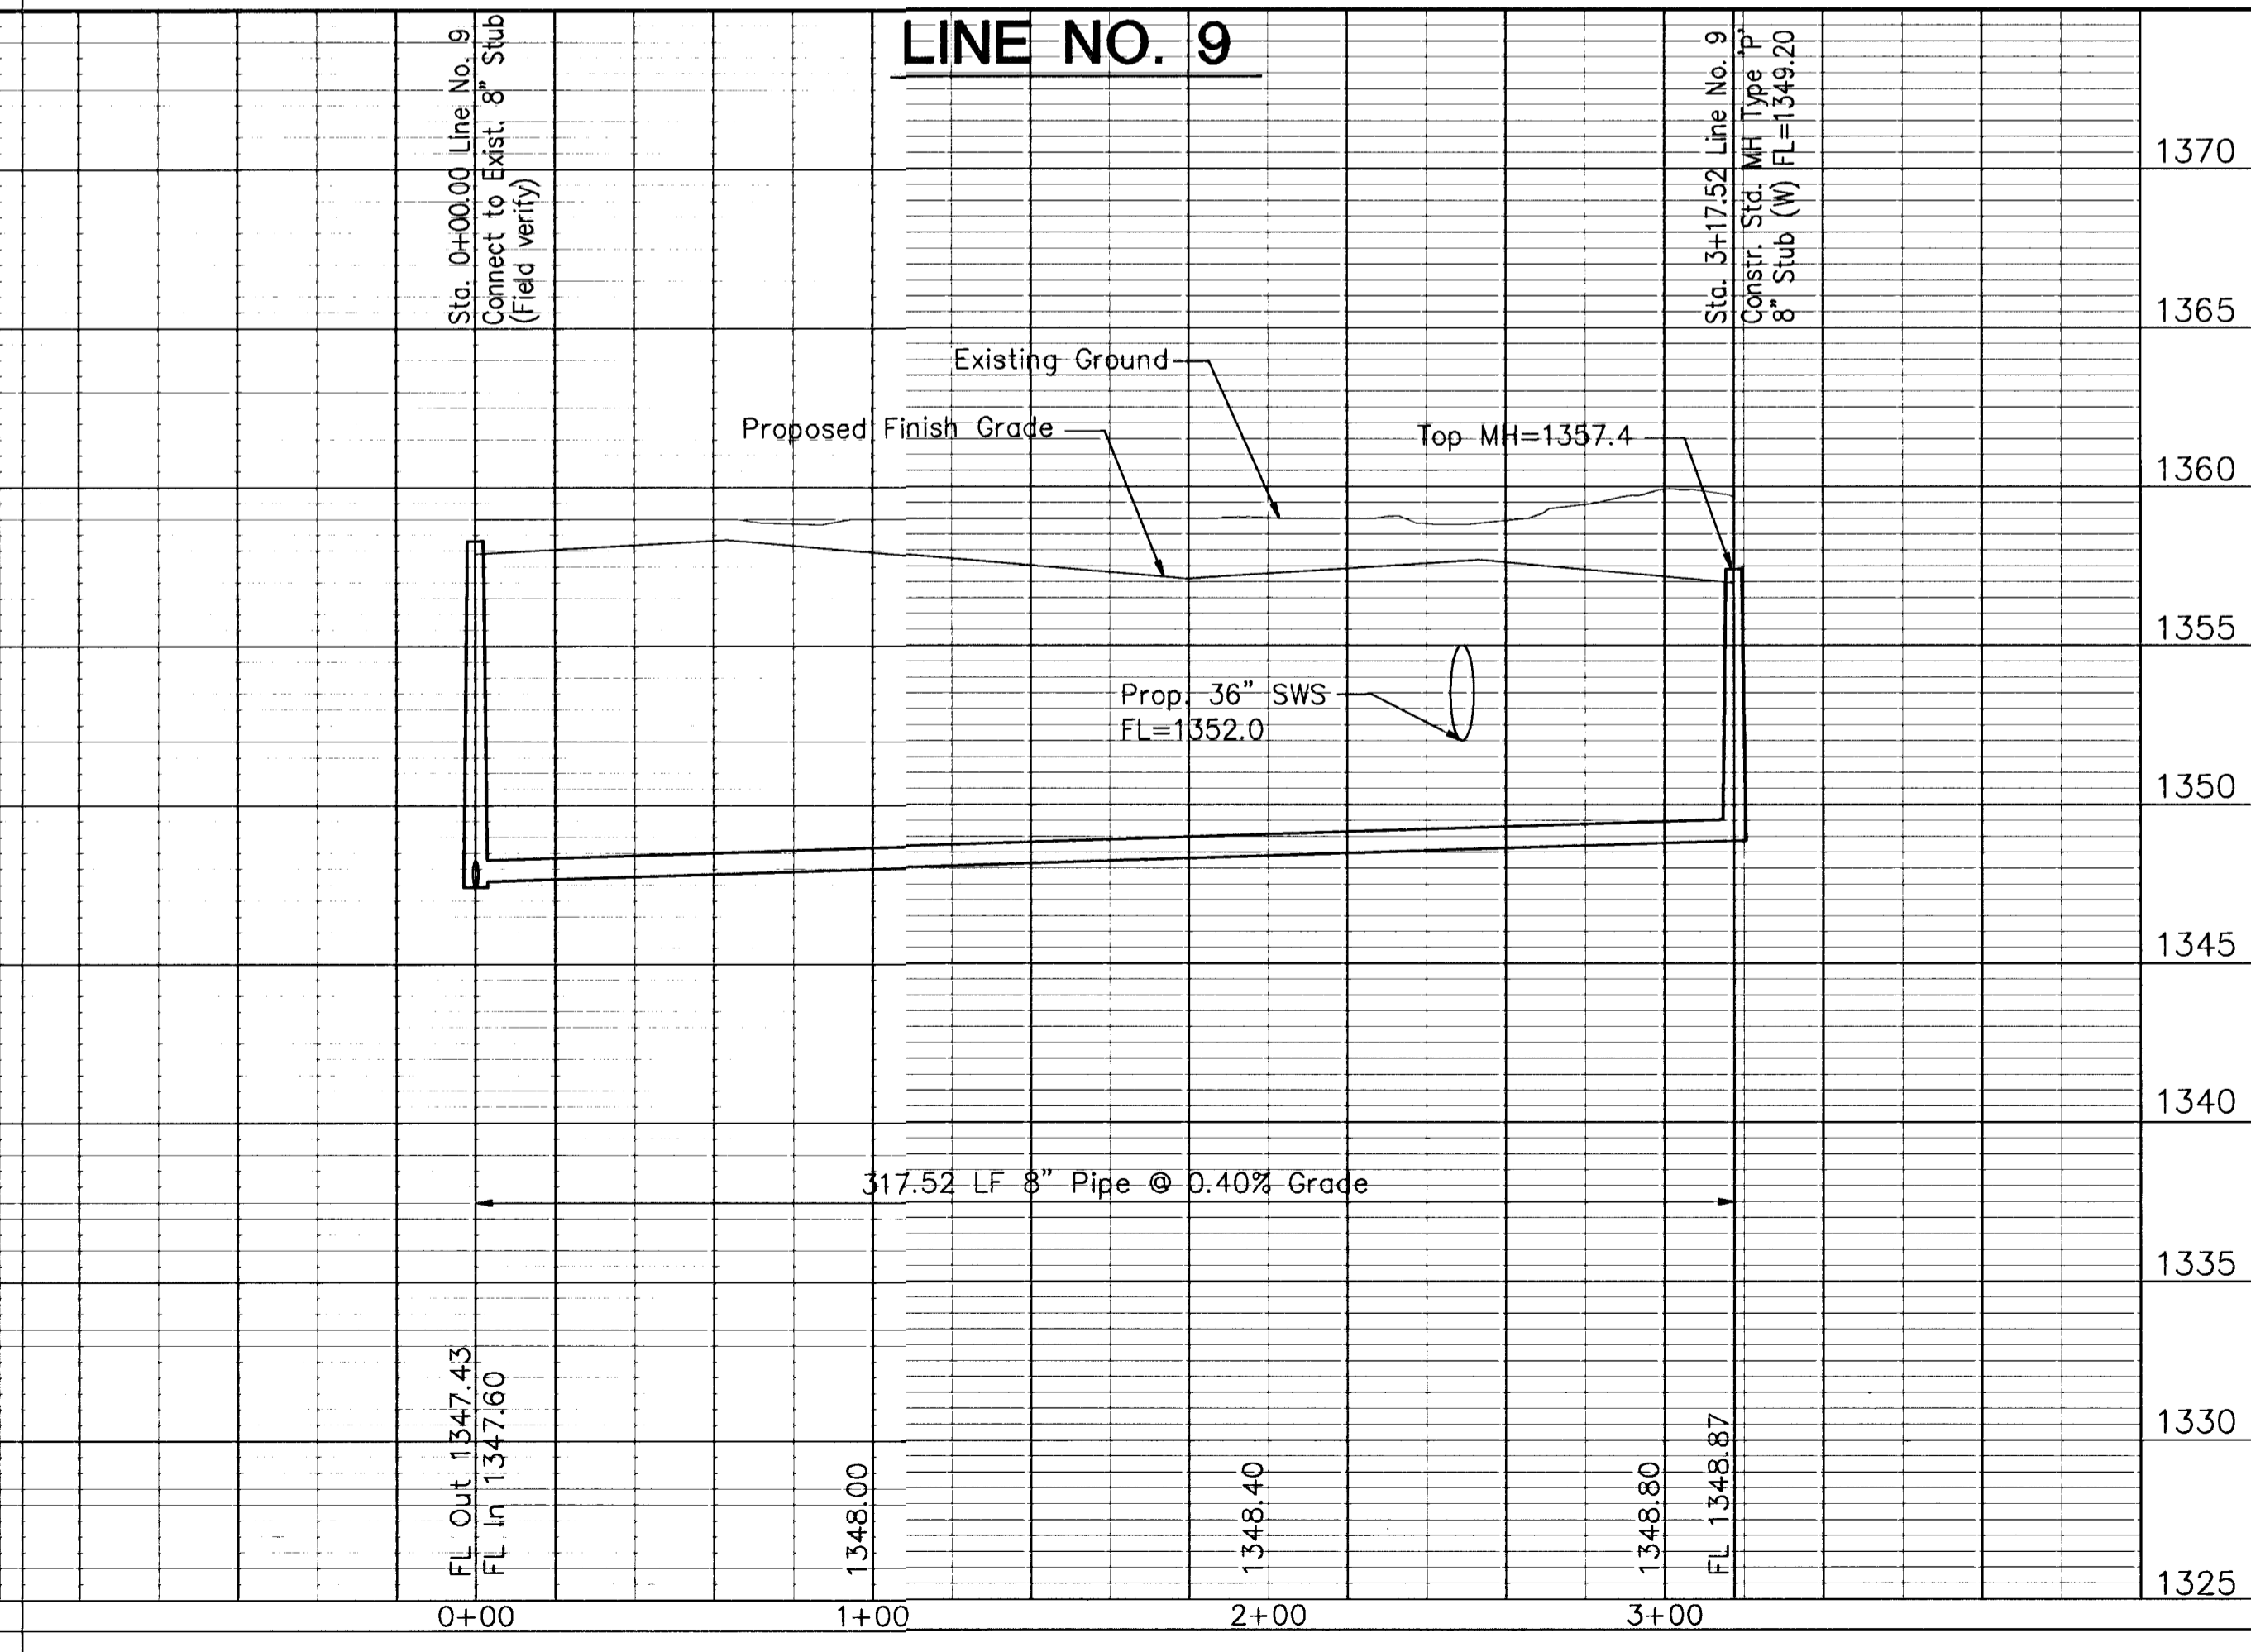 LINE NO. 9
Sta. 0+00.00 Line No. 9
Connect to Exist. 8" Stub
(Field verify)
Sta. 3+17.52 Line No. 9
Constr. Std. MH Type 'P'
8" Stub (W) FL=1349.20
1370
1365
Existing Ground
Proposed Finish Grade
Top MH=1357.4
1360
1355
Prop. 36" SWS
FL=1352.0
1350
1345
1340
317.52 LF 8" Pipe @ 0.40% Grade
1335
1330
1325
FL Out 1347.43
FL In 1347.60
1348.00
1348.40
1348.80
FL 1348.87
0+00
1+00
2+00
3+00